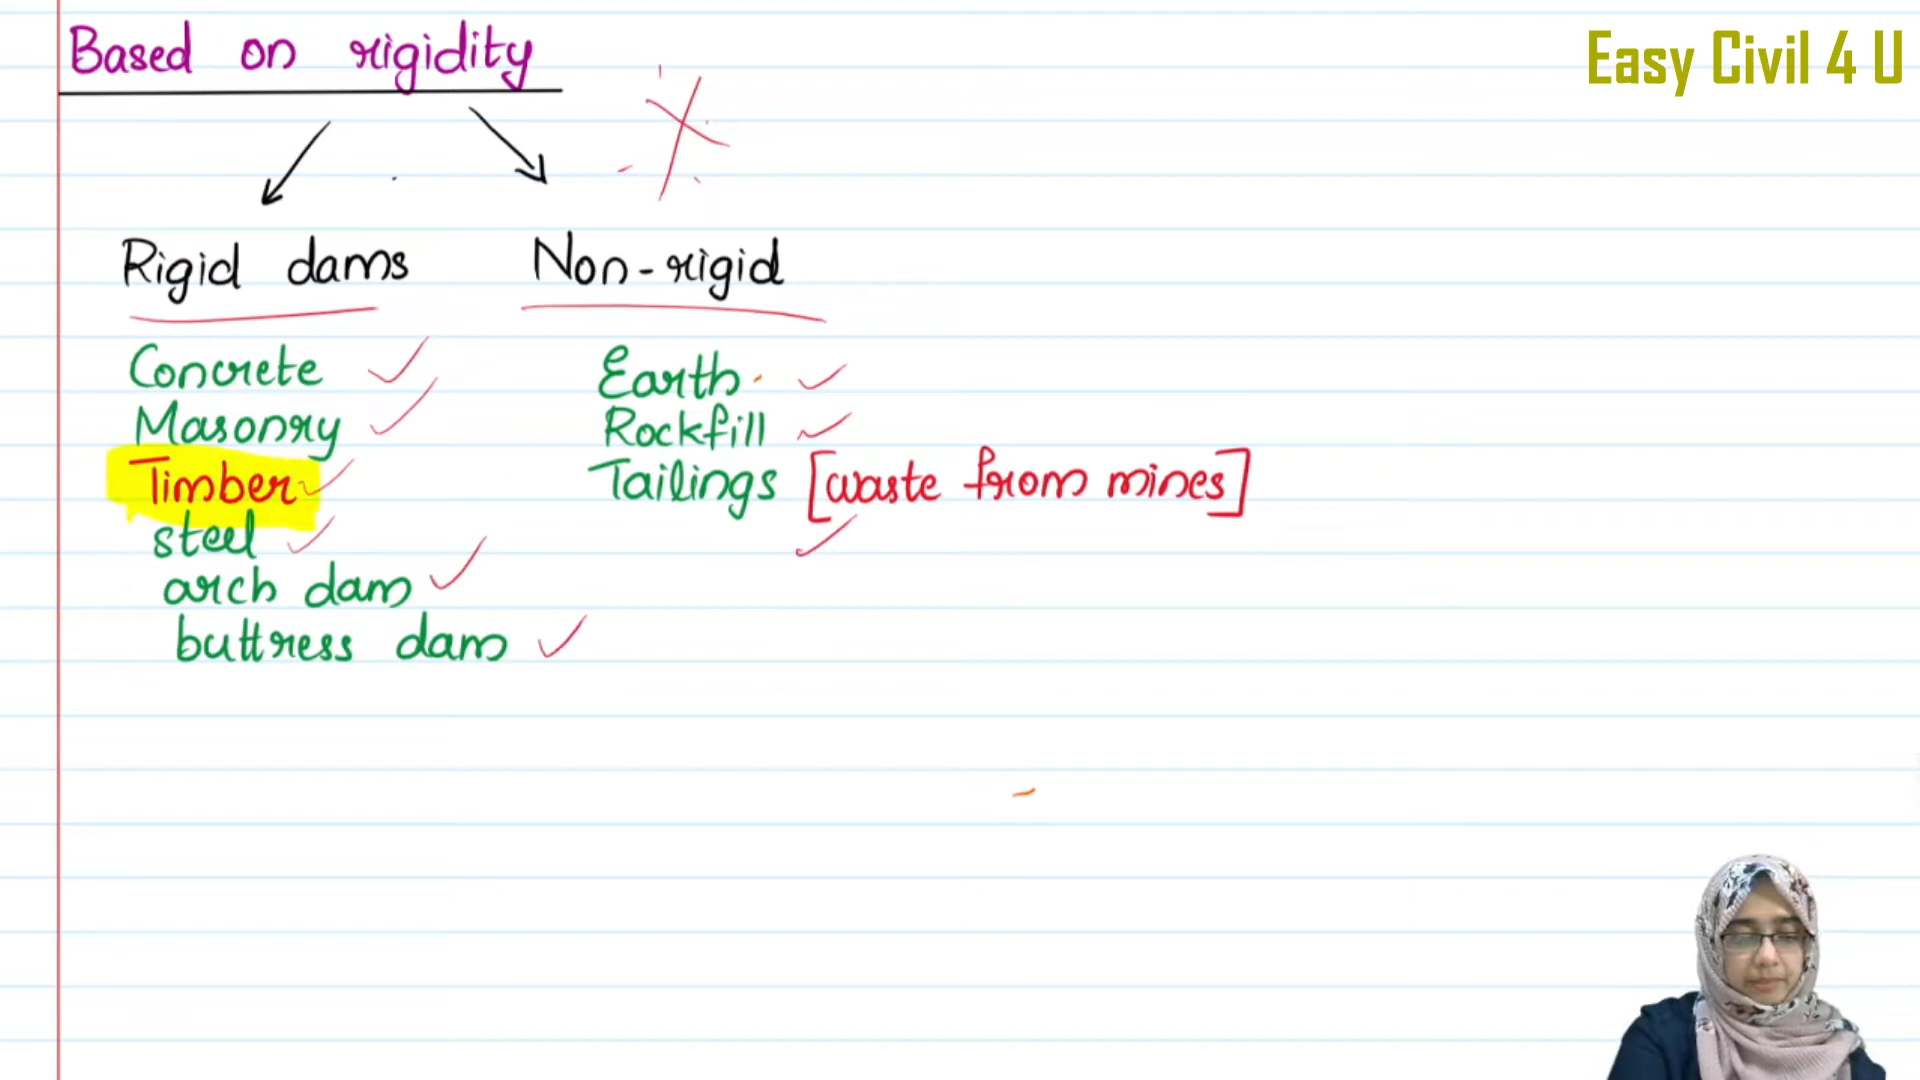 Based on rigidity
Easy Civil 4 U
Rigid dams
Concrete
Masonry
Timber
steel
arch dam
buttress dam
Non-rigid
Earth
Rockfill
Tailings [waste from mines]